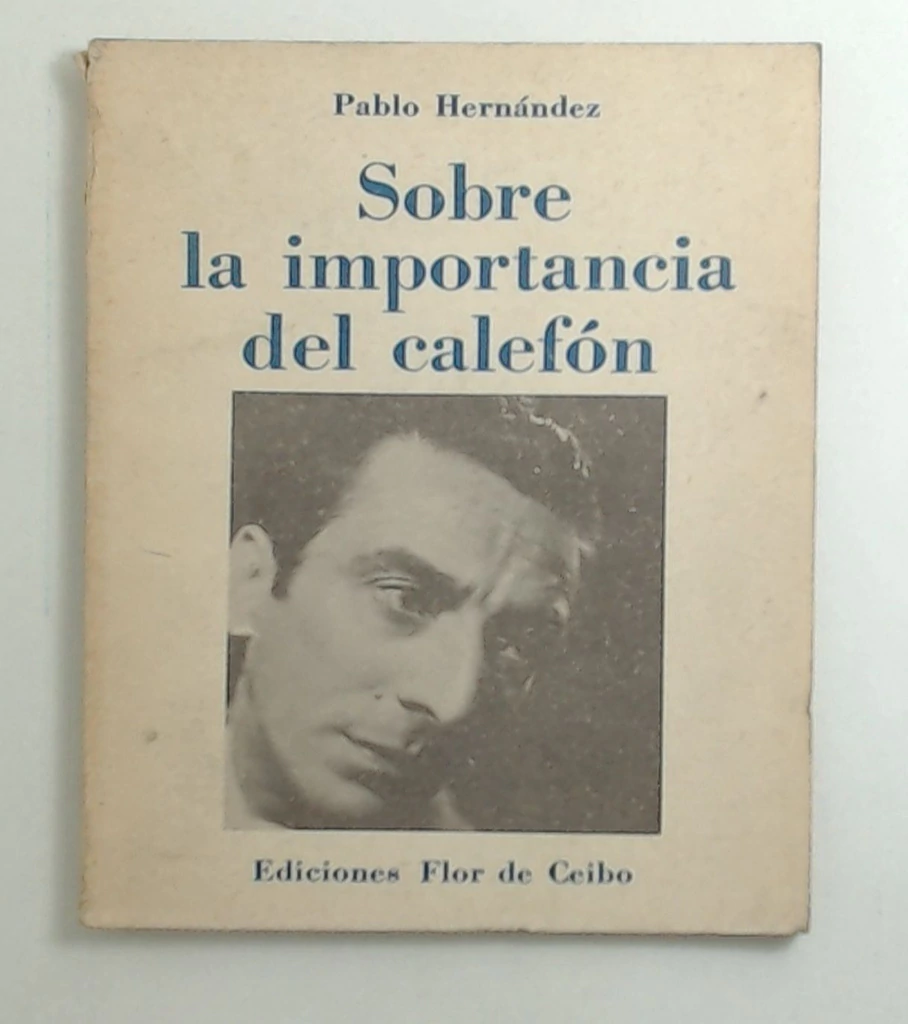 Pablo Hernández
Sobre
la importancia
del calefón
Ediciones Flor de Ceibo